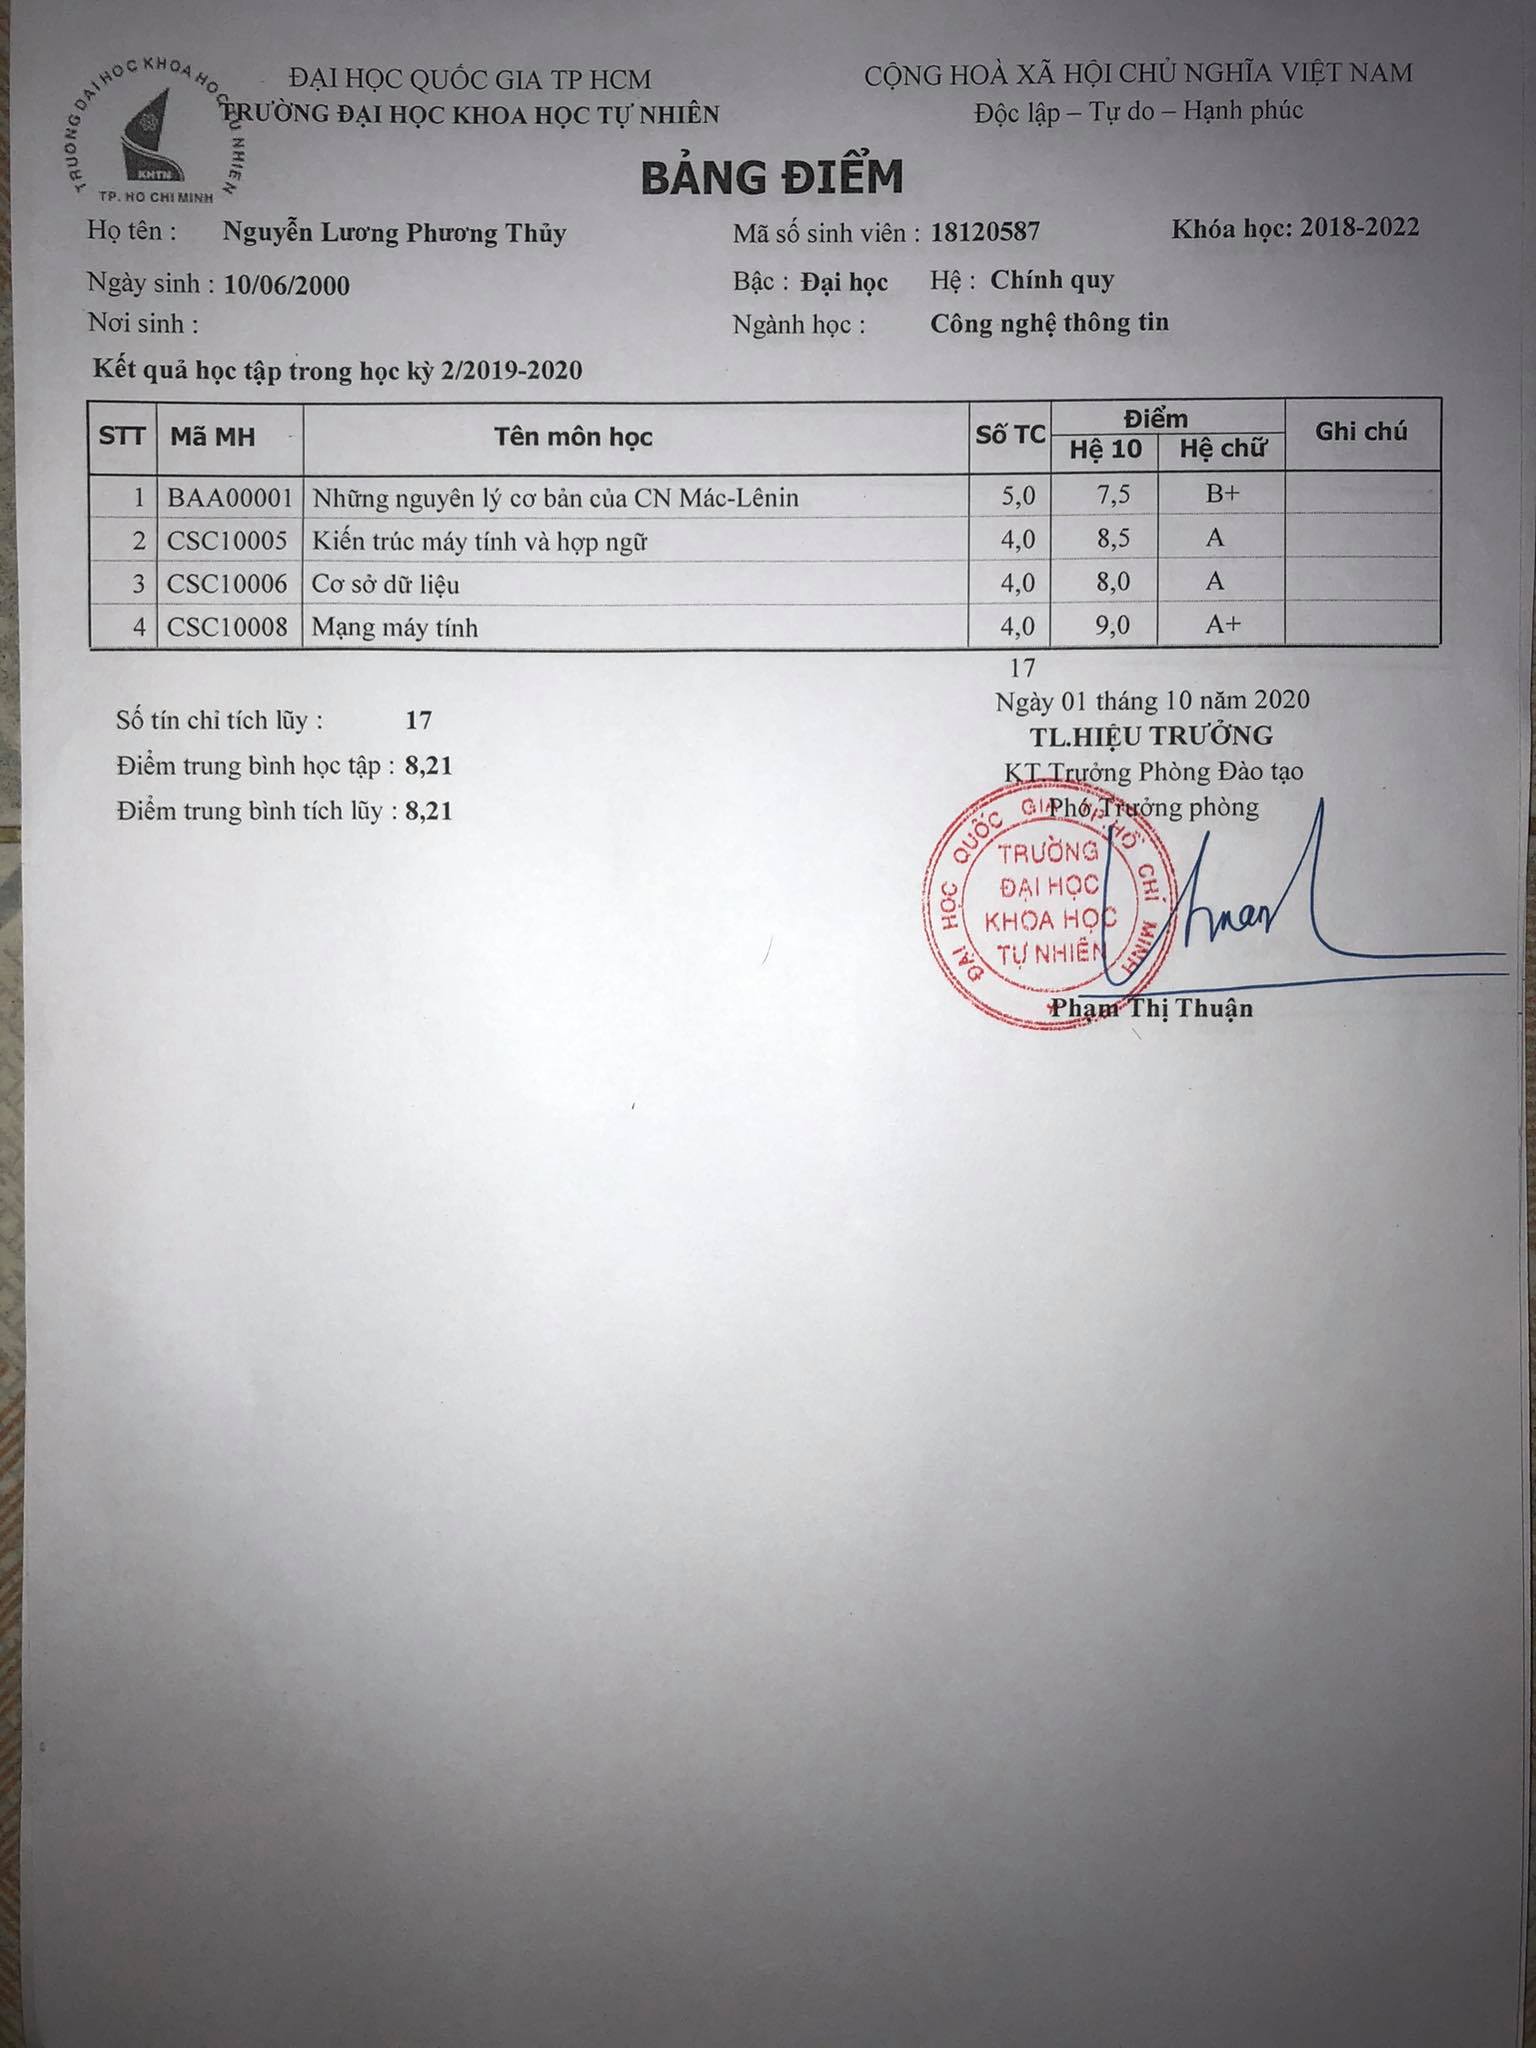 TRƯỜNG ĐẠI HỌC KHOA HỌC TỰ NHIÊN
KHTN
TP. HO CHI MINH
ĐẠI HỌC QUỐC GIA TP HCM
TRƯỜNG ĐẠI HỌC KHOA HỌC TỰ NHIÊN
CỘNG HOÀ XÃ HỘI CHỦ NGHĨA VIỆT NAM
Độc lập – Tự do – Hạnh phúc
BẢNG ĐIỂM
Họ tên : Nguyễn Lương Phương Thủy Mã số sinh viên : 18120587 Khóa học: 2018-2022
Ngày sinh : 10/06/2000 Bậc : Đại học Hệ : Chính quy
Nơi sinh : Ngành học : Công nghệ thông tin
Kết quả học tập trong học kỳ 2/2019-2020
STT Mã MH Tên môn học Số TC Điểm Ghi chú
Hệ 10 Hệ chữ
1 BAA00001 Những nguyên lý cơ bản của CN Mác-Lênin 5,0 7,5 B+
2 CSC10005 Kiến trúc máy tính và hợp ngữ 4,0 8,5 A
3 CSC10006 Cơ sở dữ liệu 4,0 8,0 A
4 CSC10008 Mạng máy tính 4,0 9,0 A+
17
Số tín chỉ tích lũy : 17
Điểm trung bình học tập : 8,21
Điểm trung bình tích lũy : 8,21
Ngày 01 tháng 10 năm 2020
TL.HIỆU TRƯỞNG
KT Trưởng Phòng Đào tạo
Phó Trưởng phòng
ĐẠI HỌC QUỐC GIA TP.HỒ CHÍ MINH
TRƯỜNG
ĐẠI HỌC
KHOA HỌC
TỰ NHIÊN
Phạm Thị Thuận